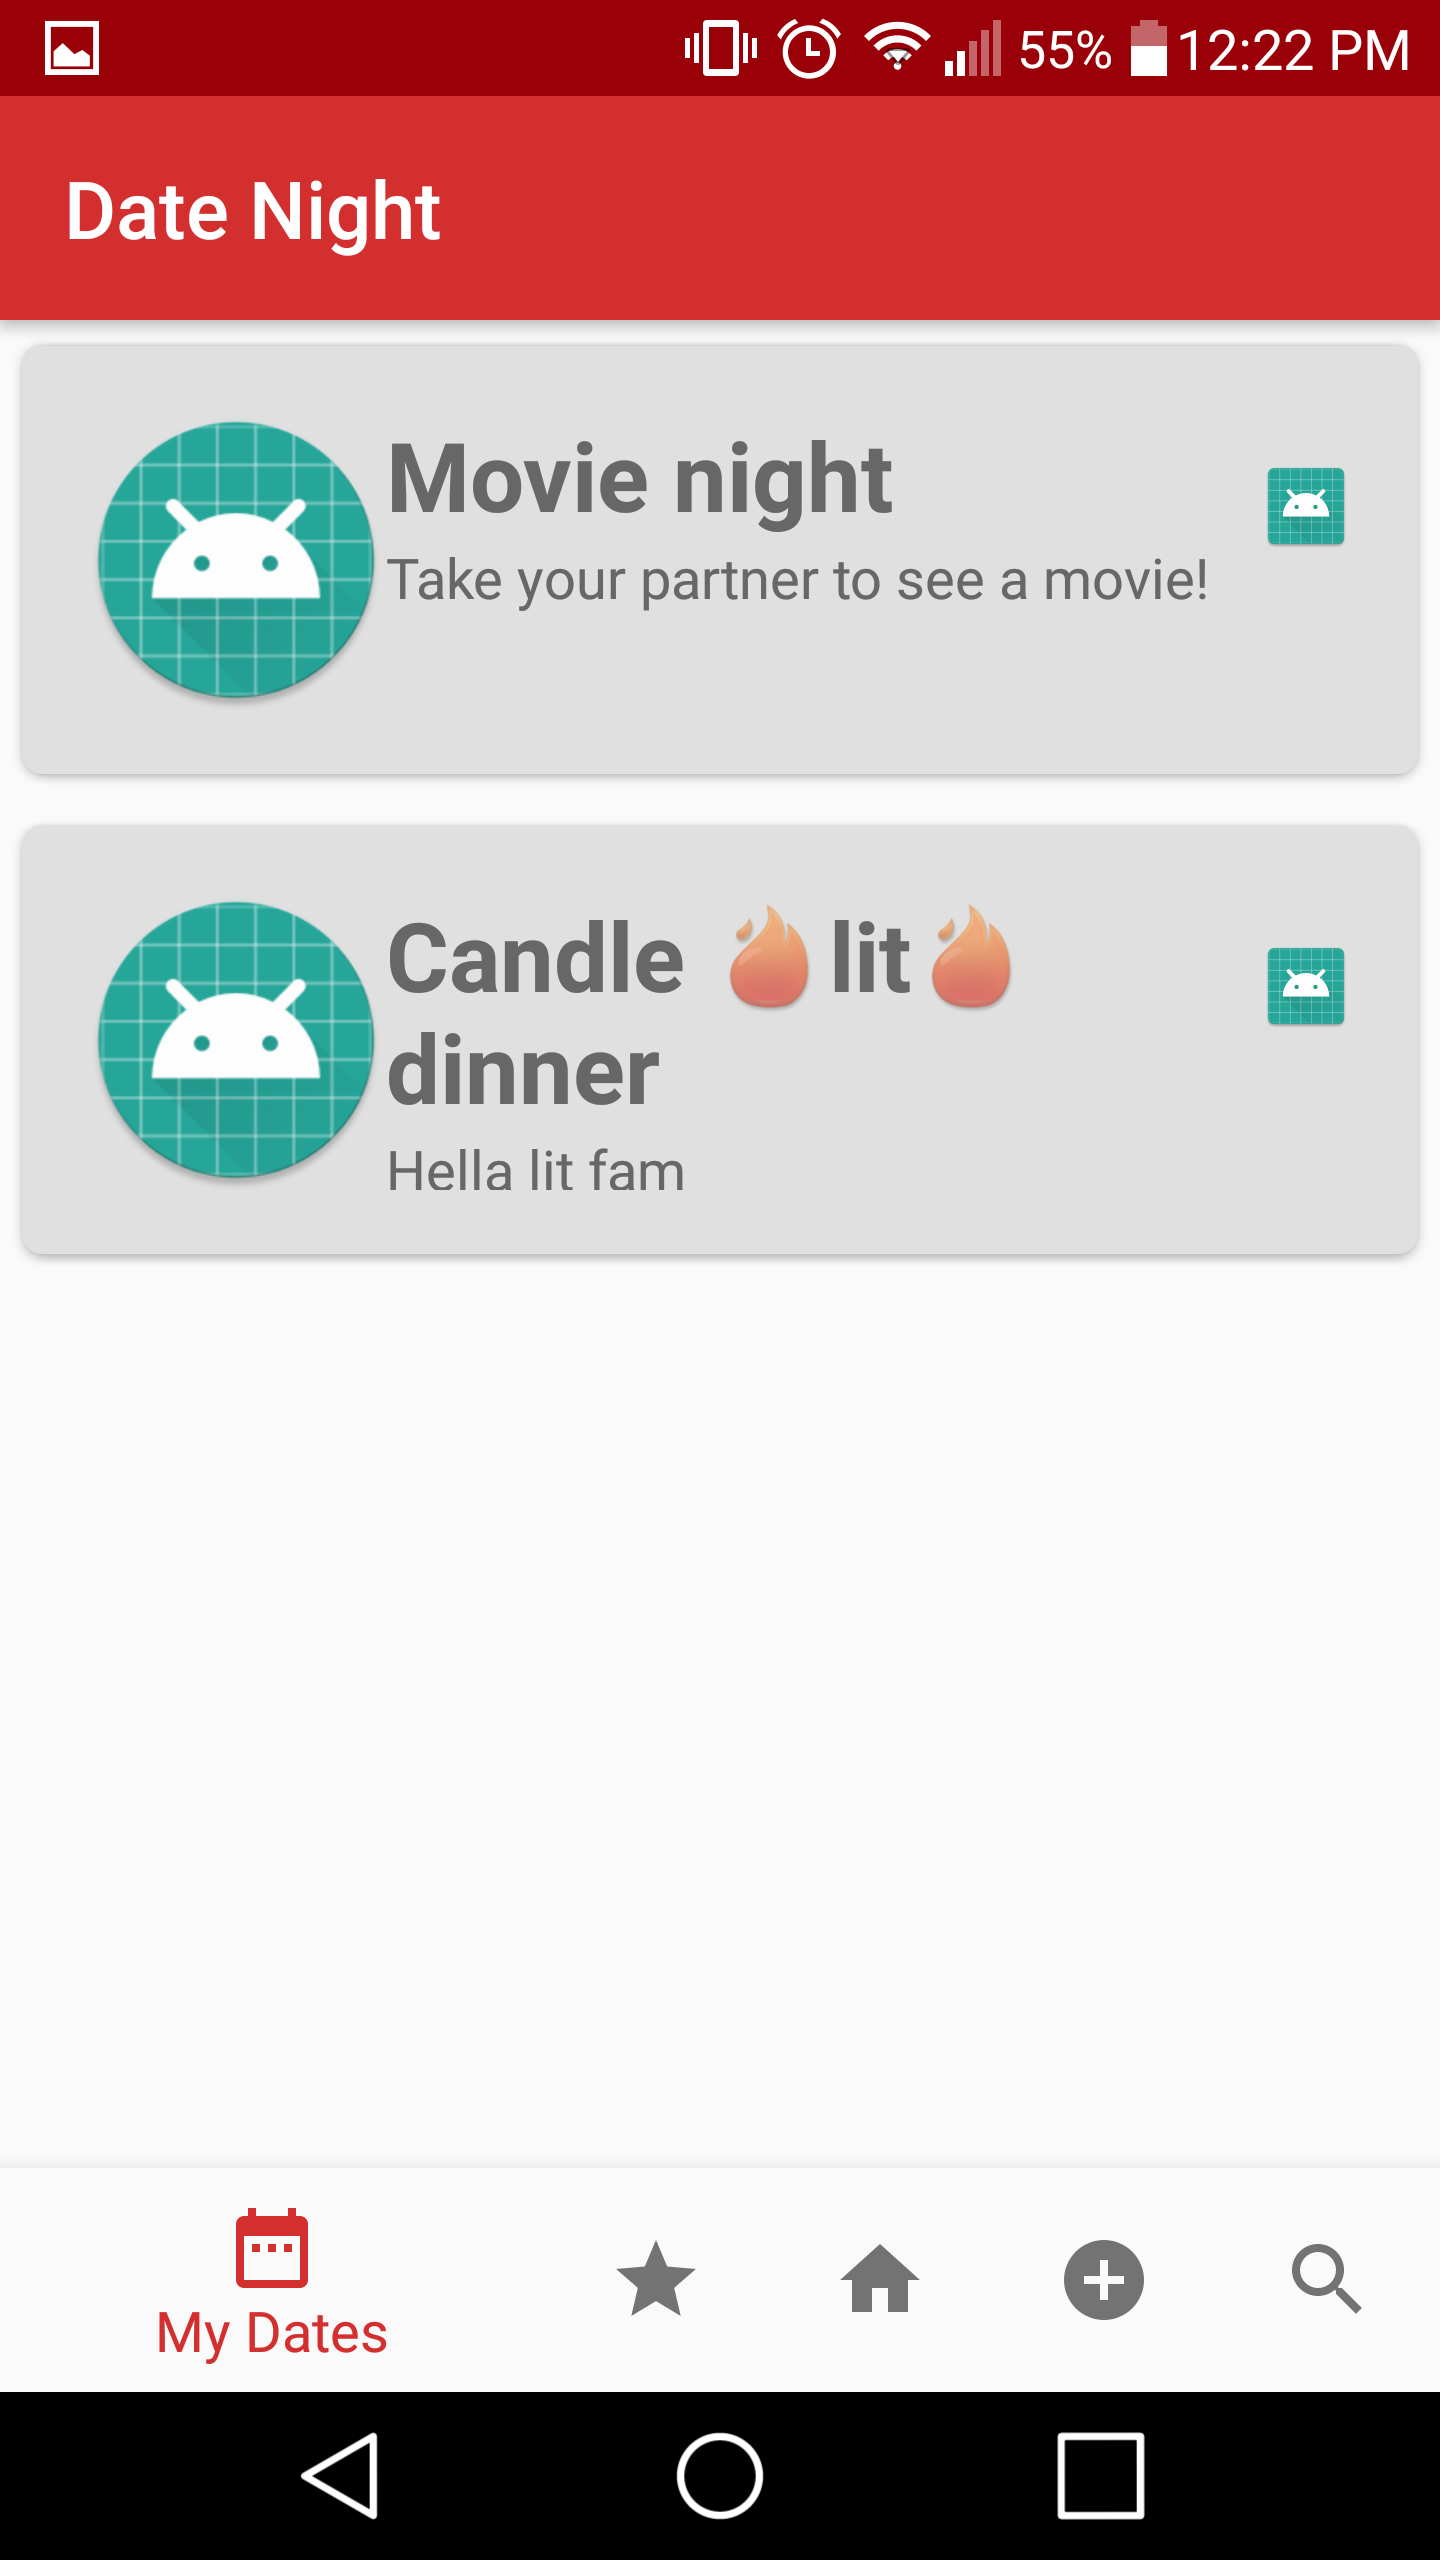 55% 12:22 PM
Date Night
Movie night
Take your partner to see a movie!
Candle 🔥lit🔥
dinner
Hella lit fam
My Dates